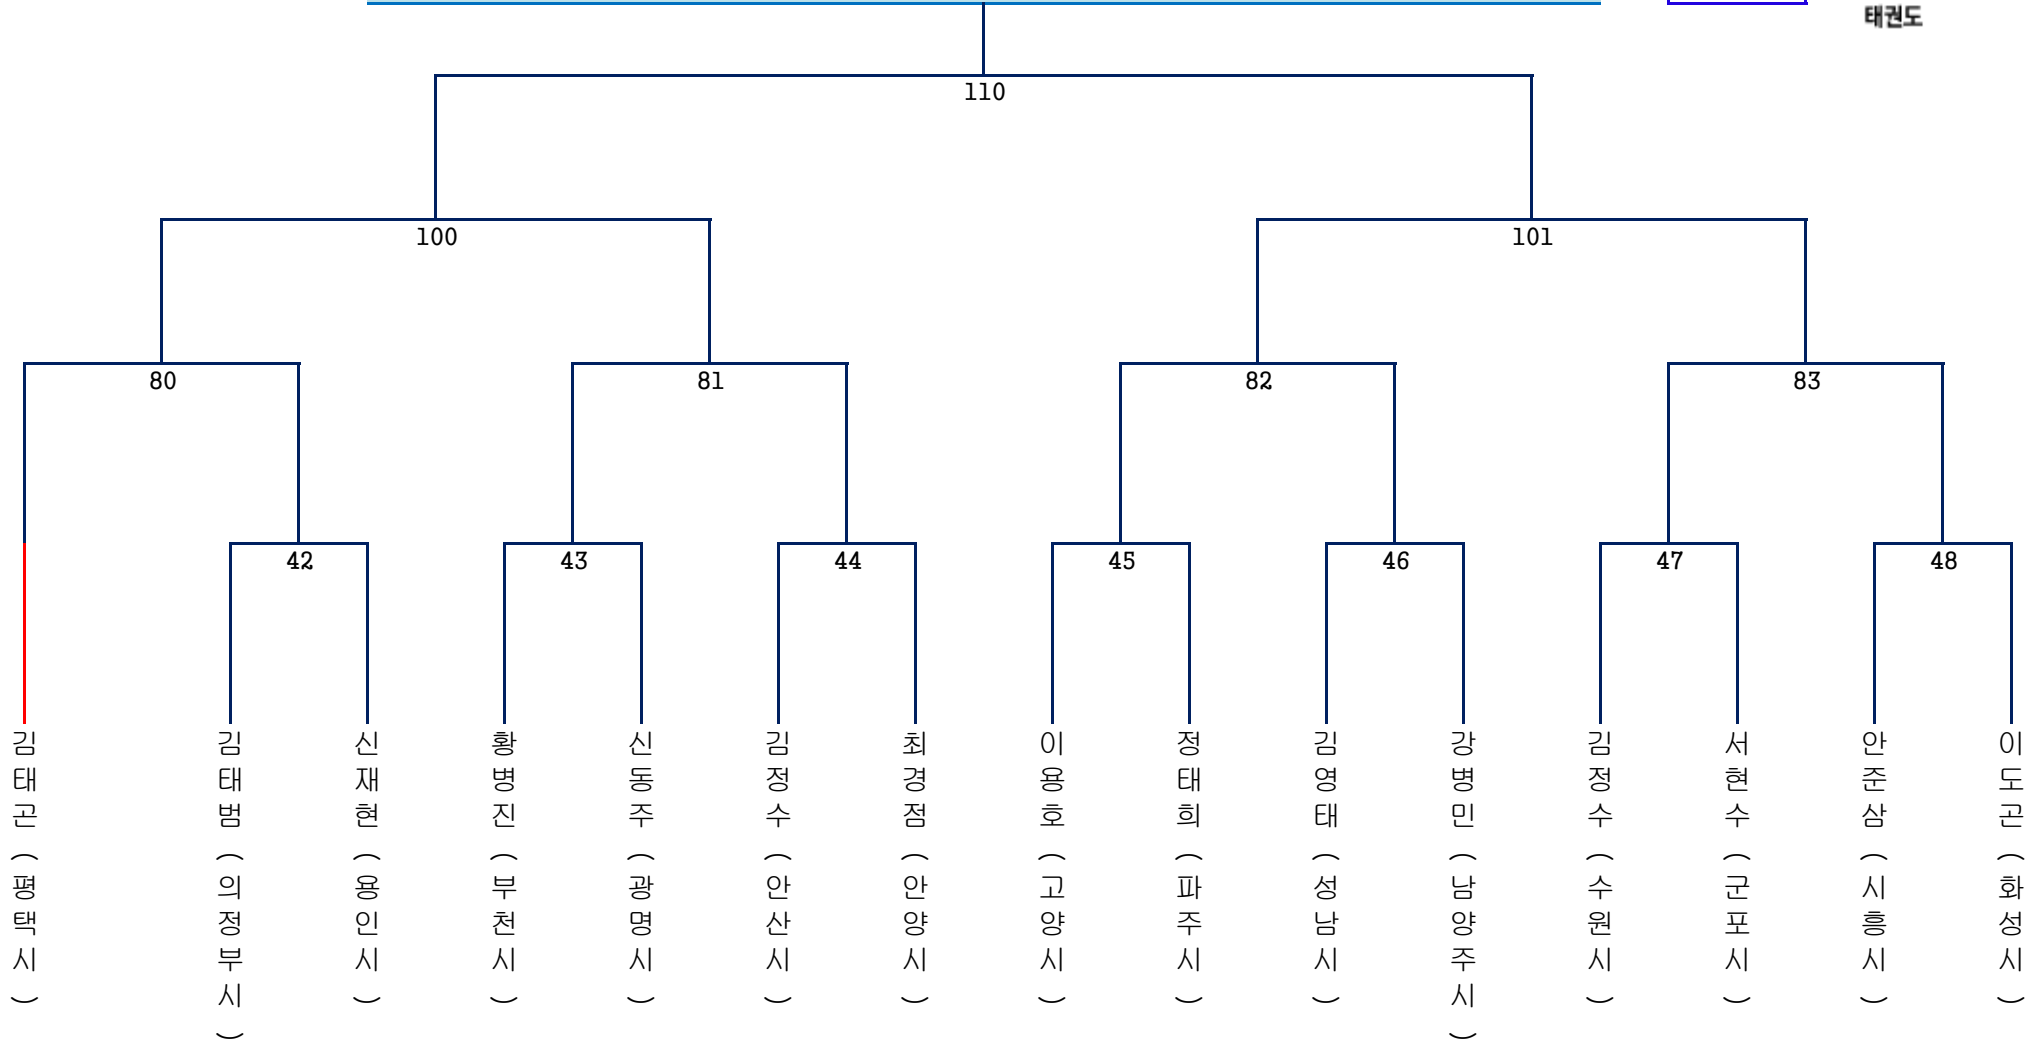 태권도
110
100
101
80
81
82
83
42
43
44
45
46
47
48
김태곤(평택시)
김태범(의정부시)
신재현(용인시)
황병진(부천시)
신동주(광명시)
김정수(안산시)
최경점(안양시)
이용호(고양시)
정태희(파주시)
김영태(성남시)
강병민(남양주시)
김정수(수원시)
서현수(군포시)
안준삼(시흥시)
이도곤(화성시)